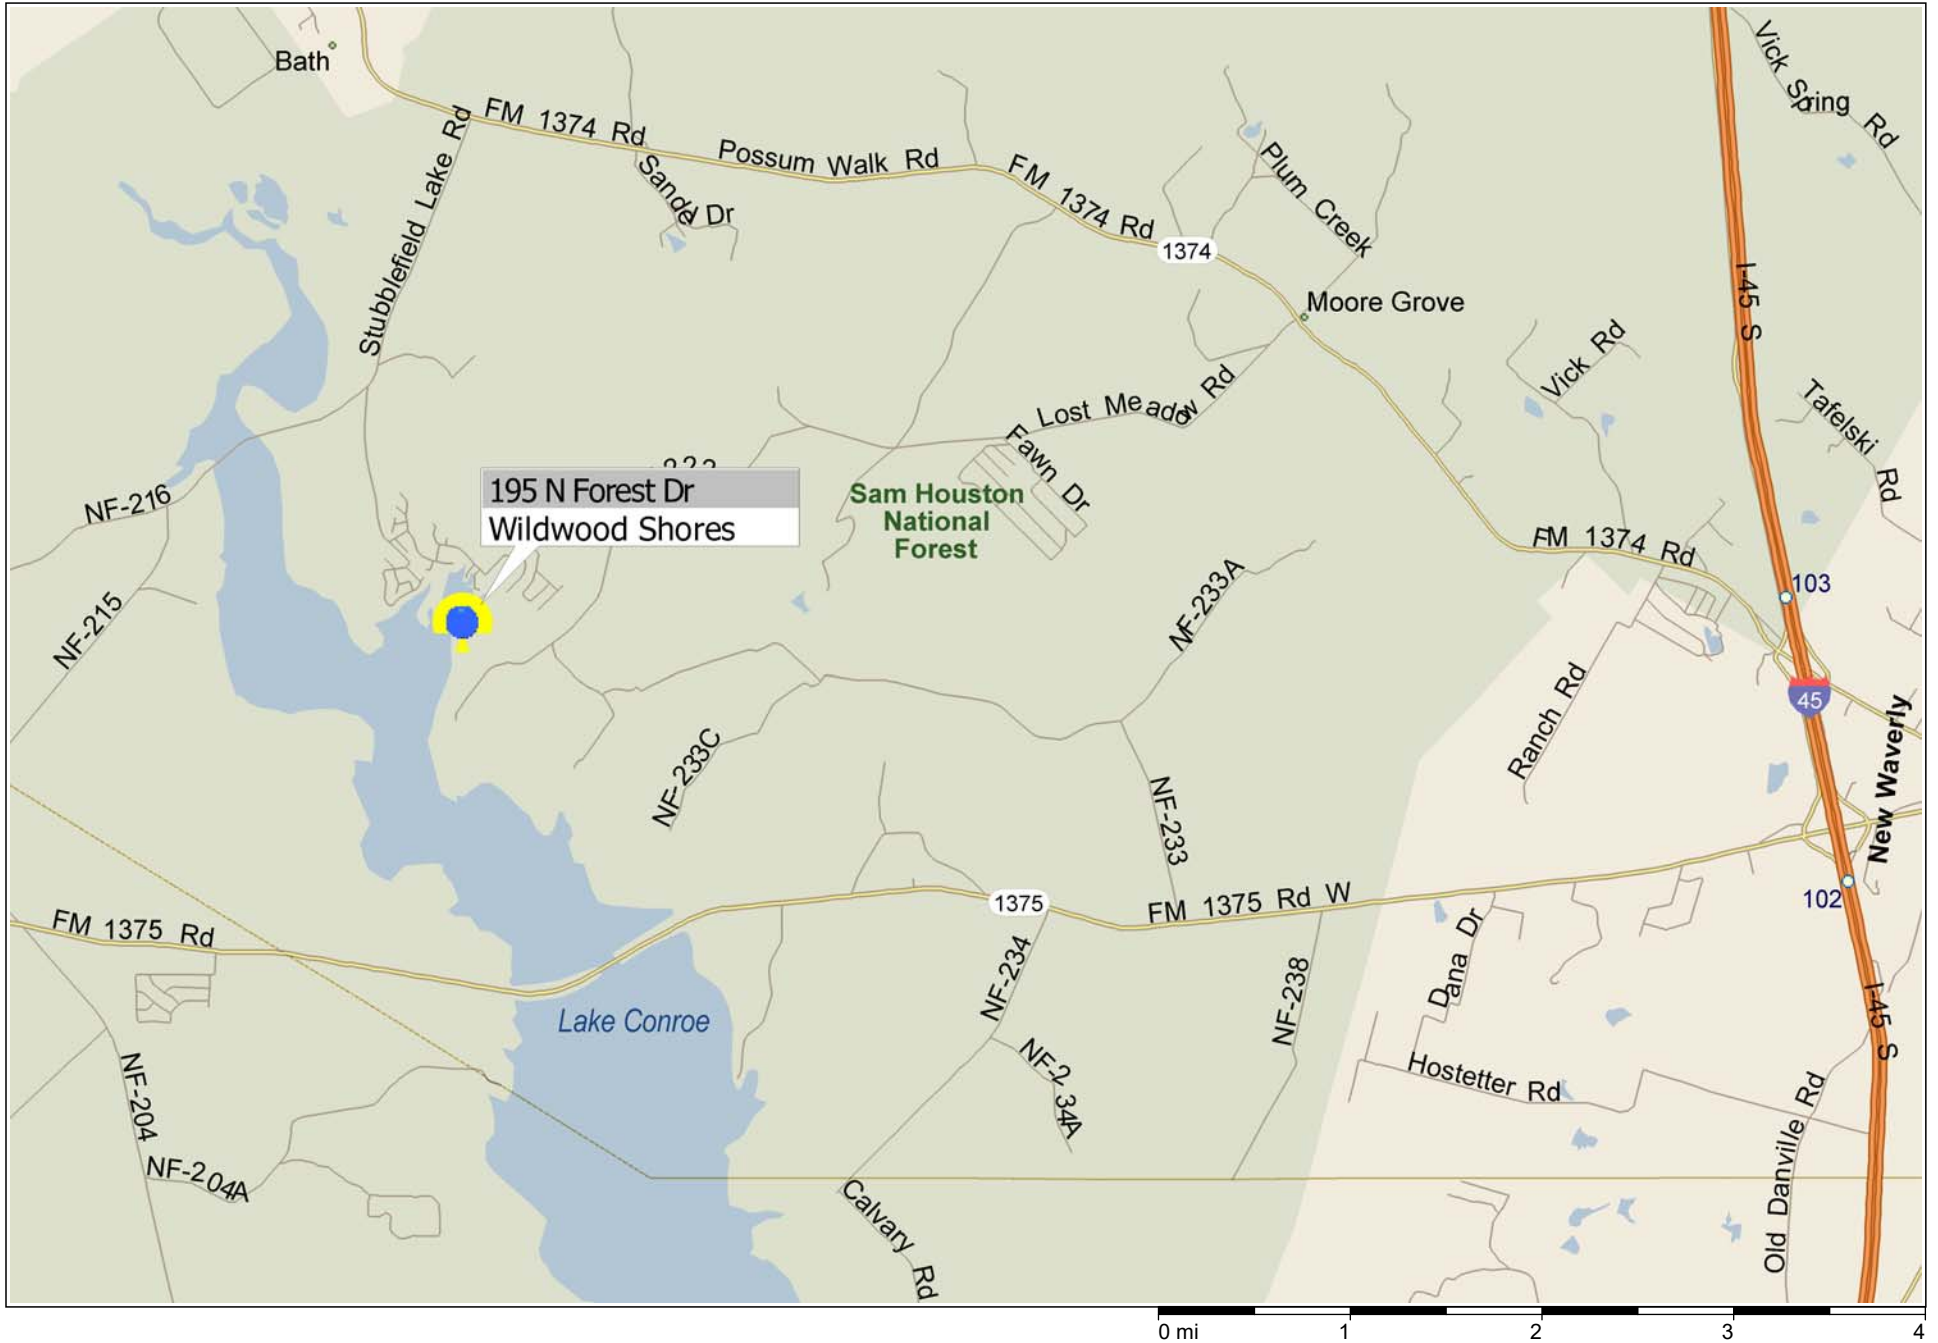 Bath
FM 1374 Rd
Possum Walk Rd
FM 1374 Rd
1374
Vick Spring Rd
Stubblefield Lake Rd
Sandel Dr
Plum Creek
Moore Grove
I-45 S
Vick Rd
Tafelski Rd
Lost Meadow Rd
Fawn Dr
NF-216
195 N Forest Dr
Wildwood Shores
Sam Houston
National
Forest
FM 1374 Rd
103
NF-215
NF-233A
Ranch Rd
45
New Waverly
NF-233C
NF-233
FM 1375 Rd
1375
FM 1375 Rd W
102
Dana Dr
NF-234
NF-238
Lake Conroe
I-45 S
NF-204
NF-234A
Hostetter Rd
Old Danville Rd
NF-204A
Calvary Rd
0 mi 1 2 3 4